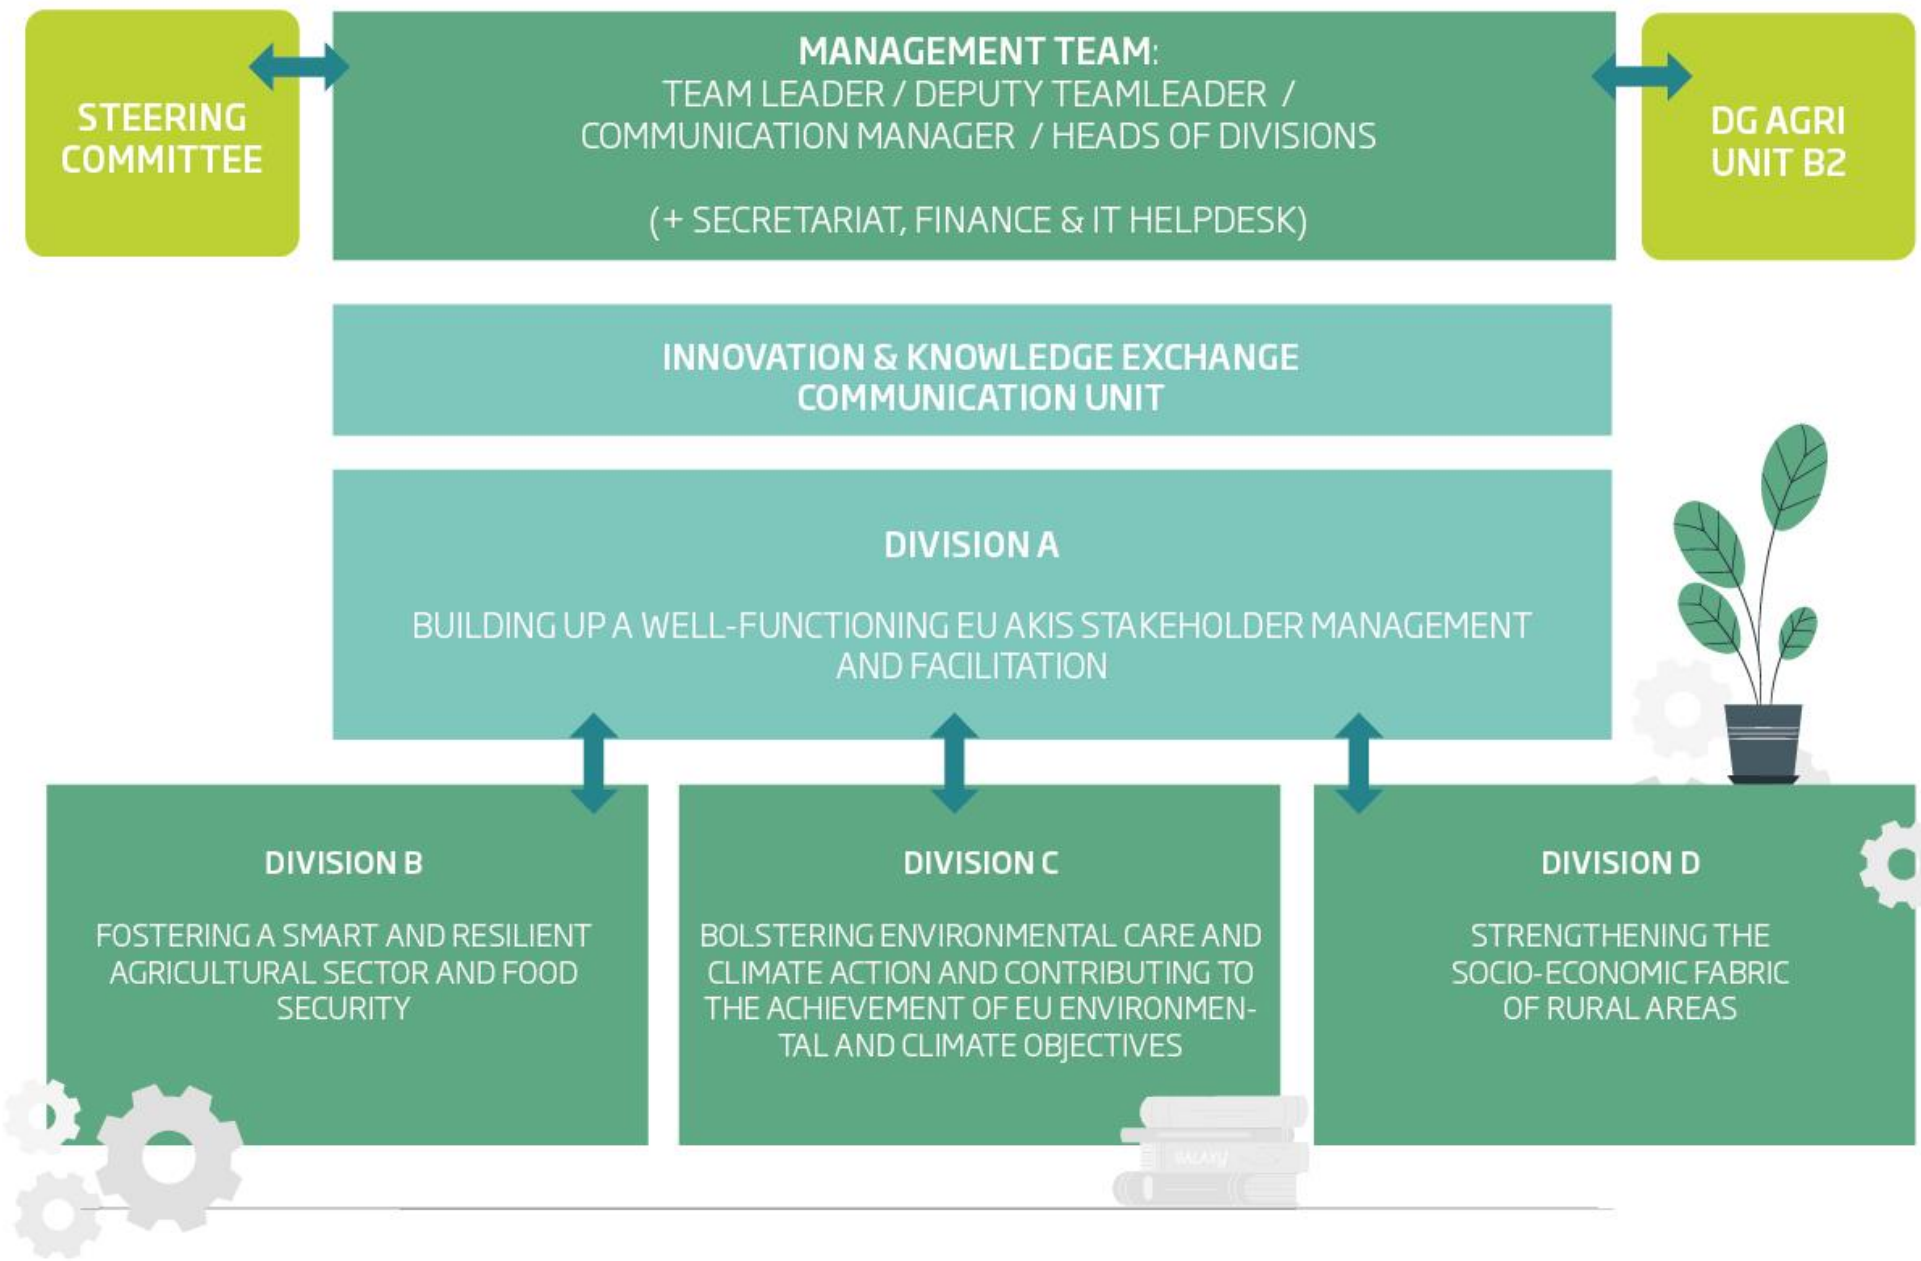 STEERING
COMMITTEE
MANAGEMENT TEAM:
TEAM LEADER / DEPUTY TEAMLEADER /
COMMUNICATION MANAGER / HEADS OF DIVISIONS
(+ SECRETARIAT, FINANCE & IT HELPDESK)
DG AGRI
UNIT B2
INNOVATION & KNOWLEDGE EXCHANGE
COMMUNICATION UNIT
DIVISION A
BUILDING UP A WELL-FUNCTIONING EU AKIS STAKEHOLDER MANAGEMENT
AND FACILITATION
DIVISION B
FOSTERING A SMART AND RESILIENT
AGRICULTURAL SECTOR AND FOOD
SECURITY
DIVISION C
BOLSTERING ENVIRONMENTAL CARE AND
CLIMATE ACTION AND CONTRIBUTING TO
THE ACHIEVEMENT OF EU ENVIRONMEN-
TAL AND CLIMATE OBJECTIVES
DIVISION D
STRENGTHENING THE
SOCIO-ECONOMIC FABRIC
OF RURAL AREAS
GALAXY